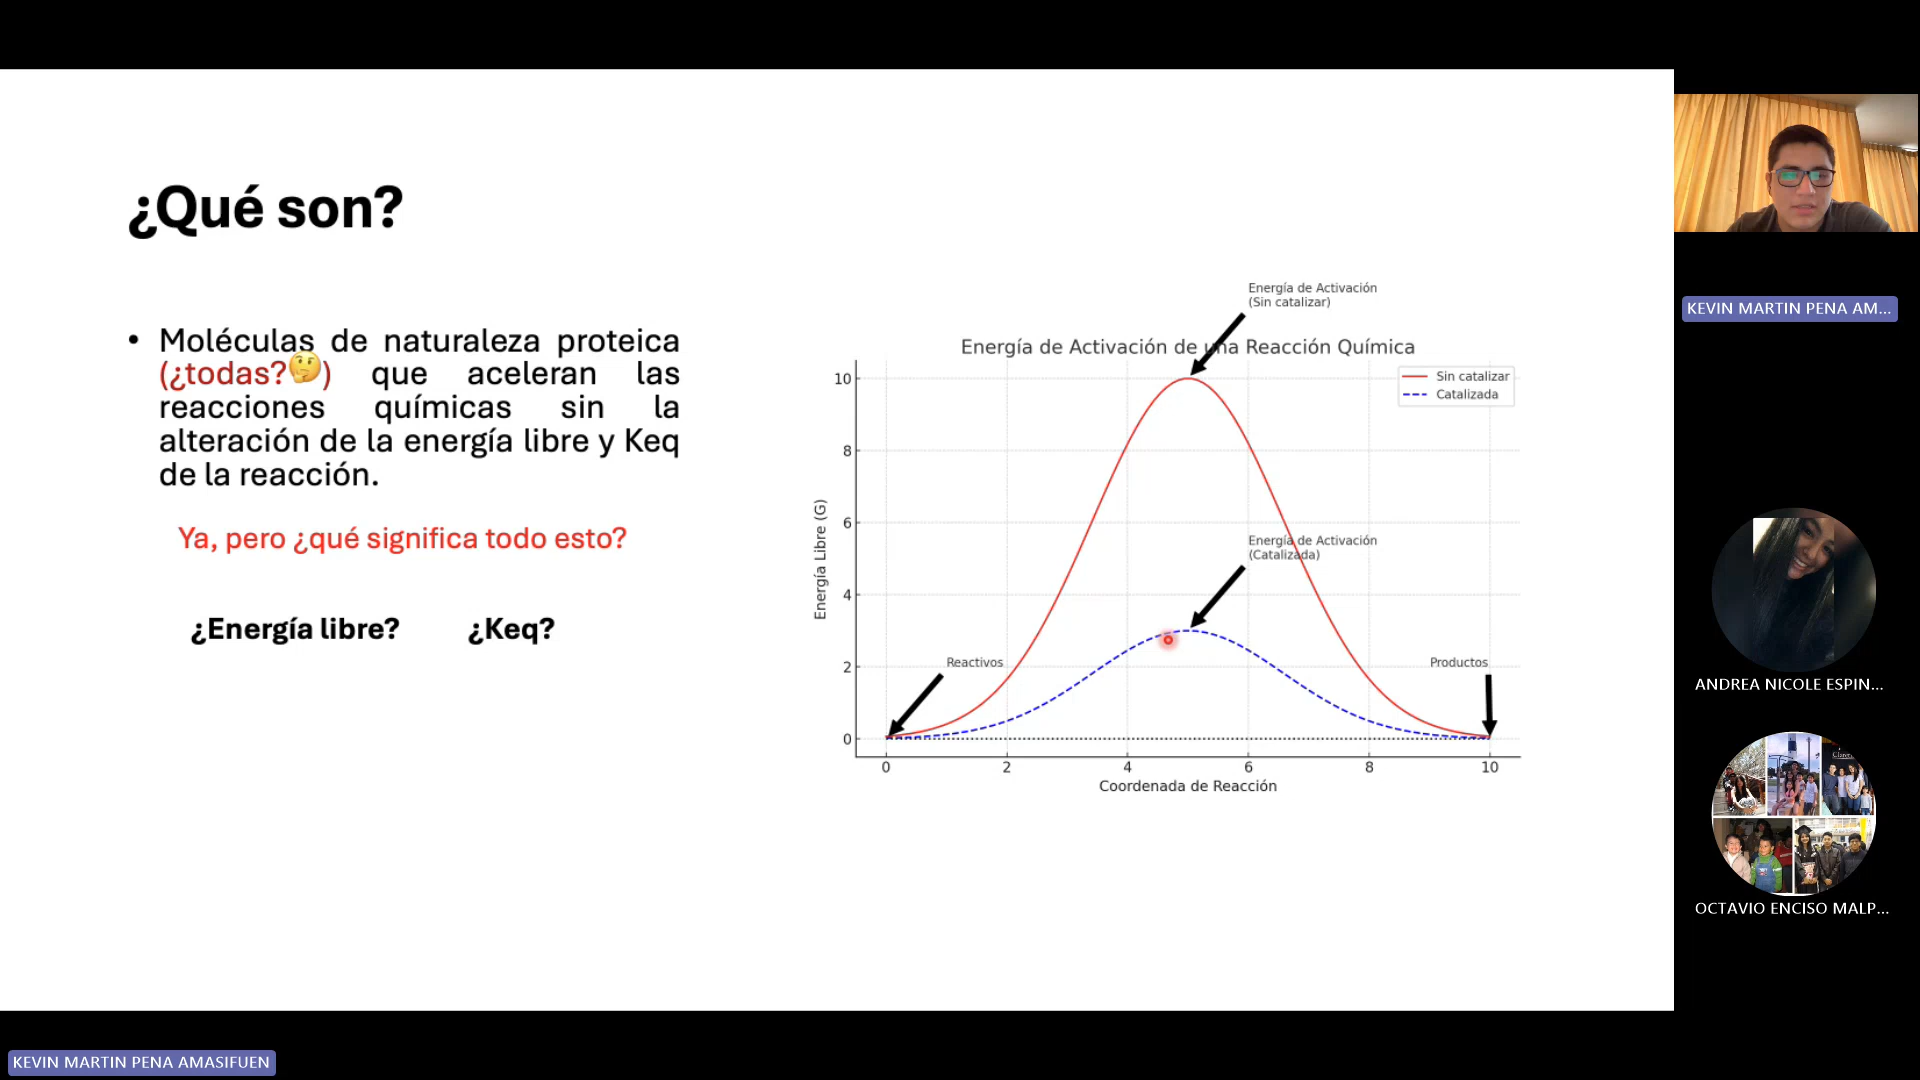 ¿Qué son?
• Moléculas de naturaleza proteica
(¿todas?🤔) que aceleran las
reacciones químicas sin la
alteración de la energía libre y Keq
de la reacción.
Ya, pero ¿qué significa todo esto?
¿Energía libre? ¿Keq?
Energía de Activación
(Sin catalizar)
Energía de Activación de una Reacción Química
Sin catalizar
Catalizada
10
8
6
4
2
0
Energía Libre (G)
Energía de Activación
(Catalizada)
Reactivos
Productos
0 2 4 6 8 10
Coordenada de Reacción
KEVIN MARTIN PENA AM...
ANDREA NICOLE ESPIN...
OCTAVIO ENCISO MALP...
KEVIN MARTIN PENA AMASIFUEN